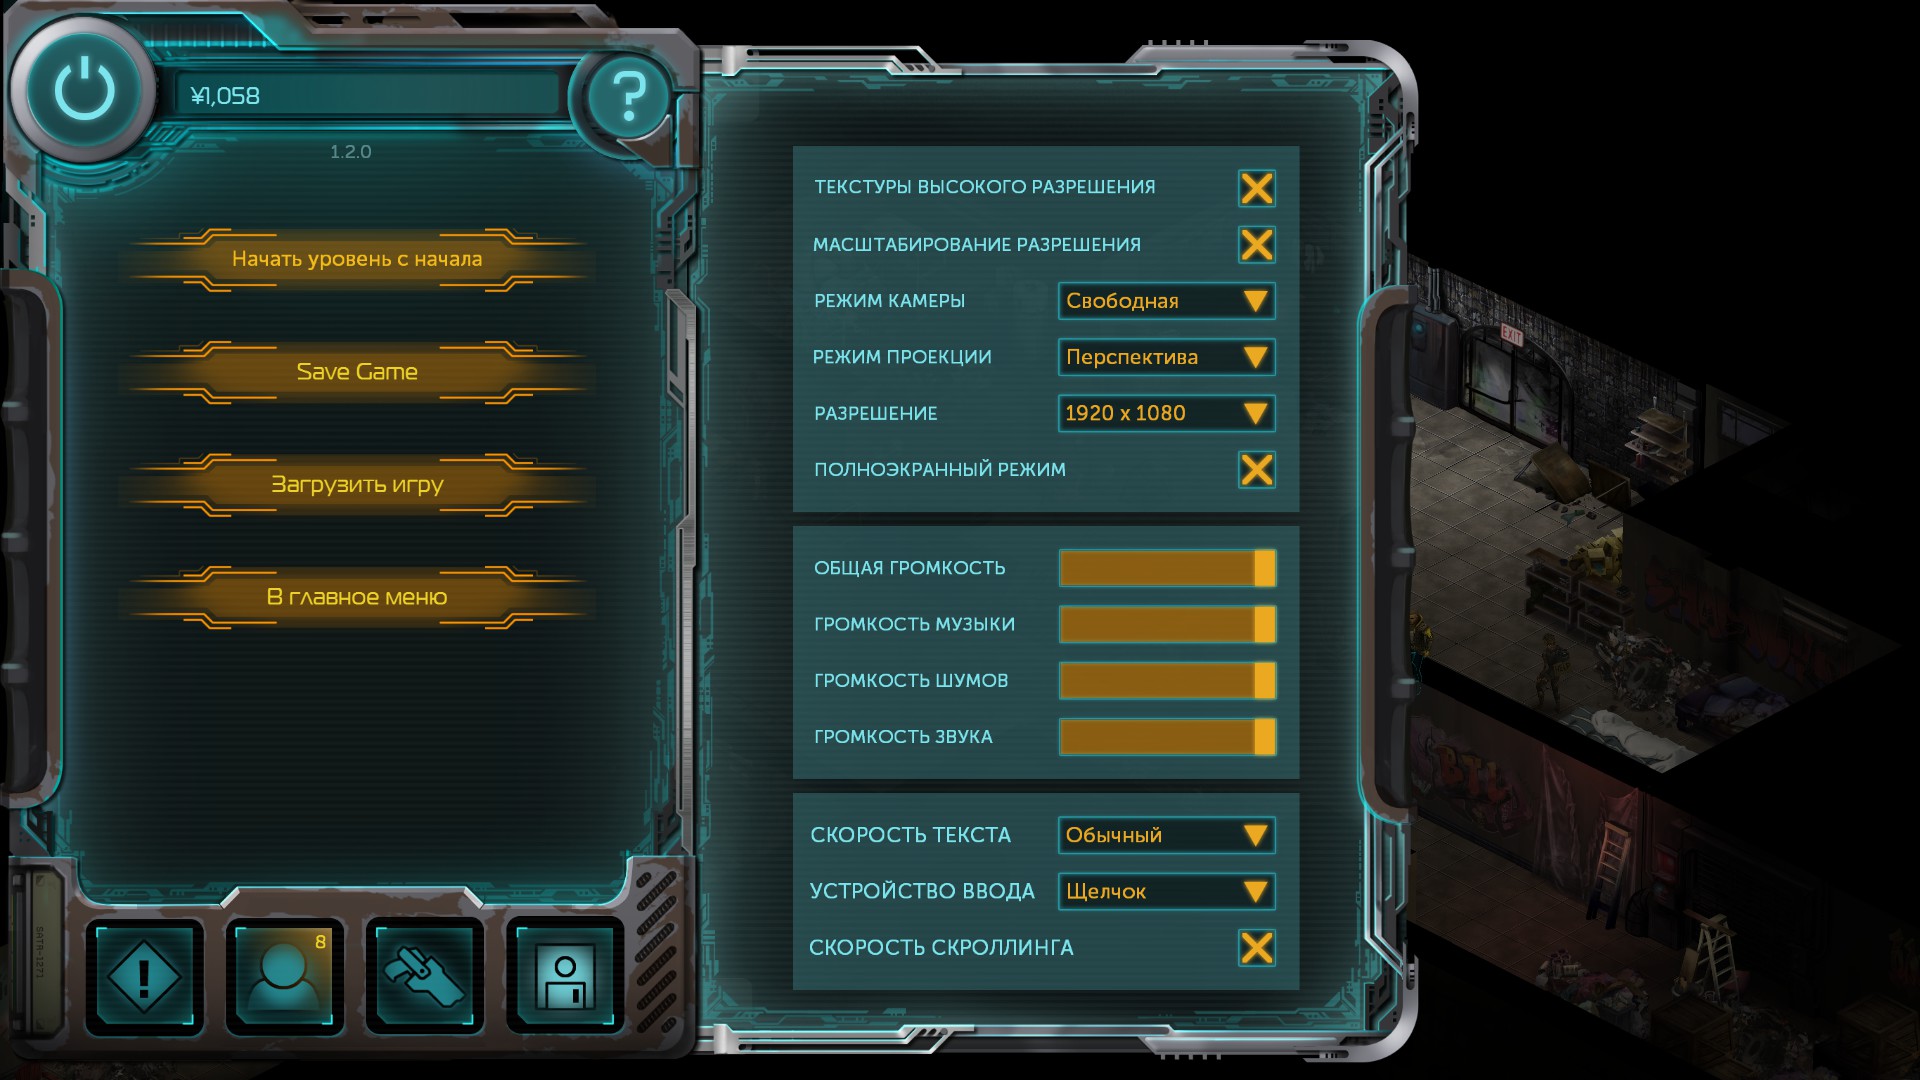 ¥1,058
?
1.2.0
Начать уровень с начала
Save Game
Загрузить игру
В главное меню
!
8
SATR-1271
ТЕКСТУРЫ ВЫСОКОГО РАЗРЕШЕНИЯ
МАСШТАБИРОВАНИЕ РАЗРЕШЕНИЯ
РЕЖИМ КАМЕРЫ Свободная
РЕЖИМ ПРОЕКЦИИ Перспектива
РАЗРЕШЕНИЕ 1920 x 1080
ПОЛНОЭКРАННЫЙ РЕЖИМ
ОБЩАЯ ГРОМКОСТЬ
ГРОМКОСТЬ МУЗЫКИ
ГРОМКОСТЬ ШУМОВ
ГРОМКОСТЬ ЗВУКА
СКОРОСТЬ ТЕКСТА Обычный
УСТРОЙСТВО ВВОДА Щелчок
СКОРОСТЬ СКРОЛЛИНГА
EXIT